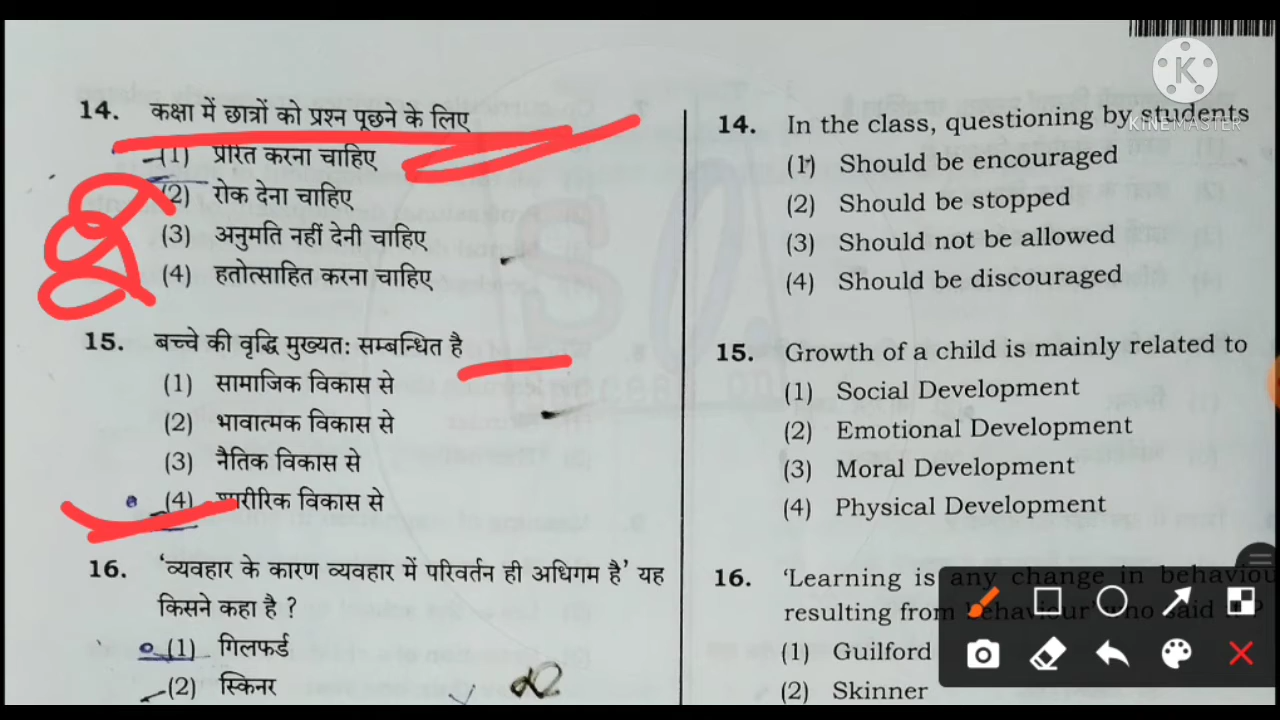 14. कक्षा में छात्रों को प्रश्न पूछने के लिए
(1) प्रेरित करना चाहिए
(2) रोक देना चाहिए
(3) अनुमति नहीं देनी चाहिए
(4) हतोत्साहित करना चाहिए
15. बच्चे की वृद्धि मुख्यतः सम्बन्धित है
(1) सामाजिक विकास से
(2) भावात्मक विकास से
(3) नैतिक विकास से
(4) शारीरिक विकास से
16. ‘व्यवहार के कारण व्यवहार में परिवर्तन ही अधिगम है’ यह
किसने कहा है ?
(1) गिलफर्ड
(2) स्किनर
K
KINEMASTER
14. In the class, questioning by students
(1) Should be encouraged
(2) Should be stopped
(3) Should not be allowed
(4) Should be discouraged
15. Growth of a child is mainly related to
(1) Social Development
(2) Emotional Development
(3) Moral Development
(4) Physical Development
16. ‘Learning is any change in behaviou
resulting from behaviour’ who said it ?
(1) Guilford
(2) Skinner